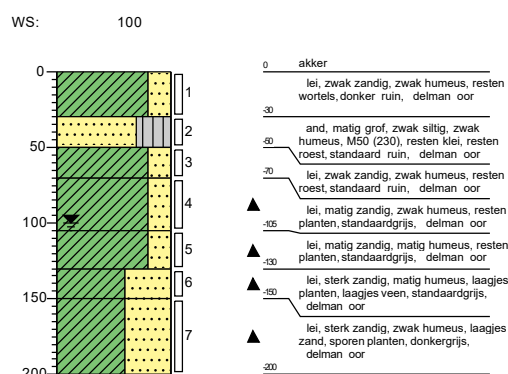 WS: 100
0
50
100
150
200
1
2
3
4
5
6
7
0 akker
lei, zwak zandig, zwak humeus, resten
wortels, donker ruin, delman oor
-30
and, matig grof, zwak siltig, zwak
humeus, M50 (230), resten klei, resten
roest, standaard ruin, delman oor
-50
lei, zwak zandig, zwak humeus, resten
roest, standaard ruin, delman oor
-70
lei, matig zandig, zwak humeus, resten
planten, standaardgrijs, delman oor
-105
lei, matig zandig, matig humeus, resten
planten, standaardgrijs, delman oor
-130
lei, sterk zandig, matig humeus, laagjes
planten, laagjes veen, standaardgrijs,
delman oor
-150
lei, sterk zandig, zwak humeus, laagjes
zand, sporen planten, donkergrijs,
delman oor
-200